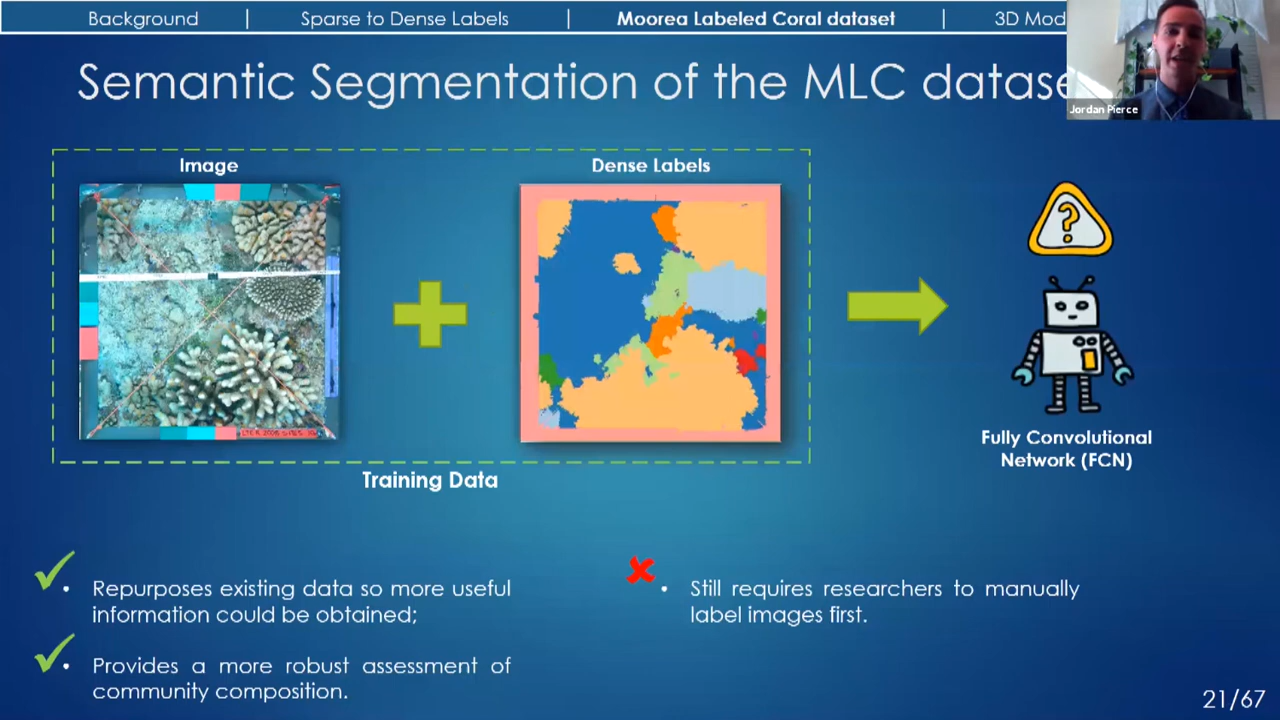 Background | Sparse to Dense Labels | Moorea Labeled Coral dataset | 3D Mod
Semantic Segmentation of the MLC datase
Jordan Pierce
Image
Dense Labels
Training Data
Fully Convolutional
Network (FCN)
Repurposes existing data so more useful
information could be obtained;
Provides a more robust assessment of
community composition.
Still requires researchers to manually
label images first.
21/67